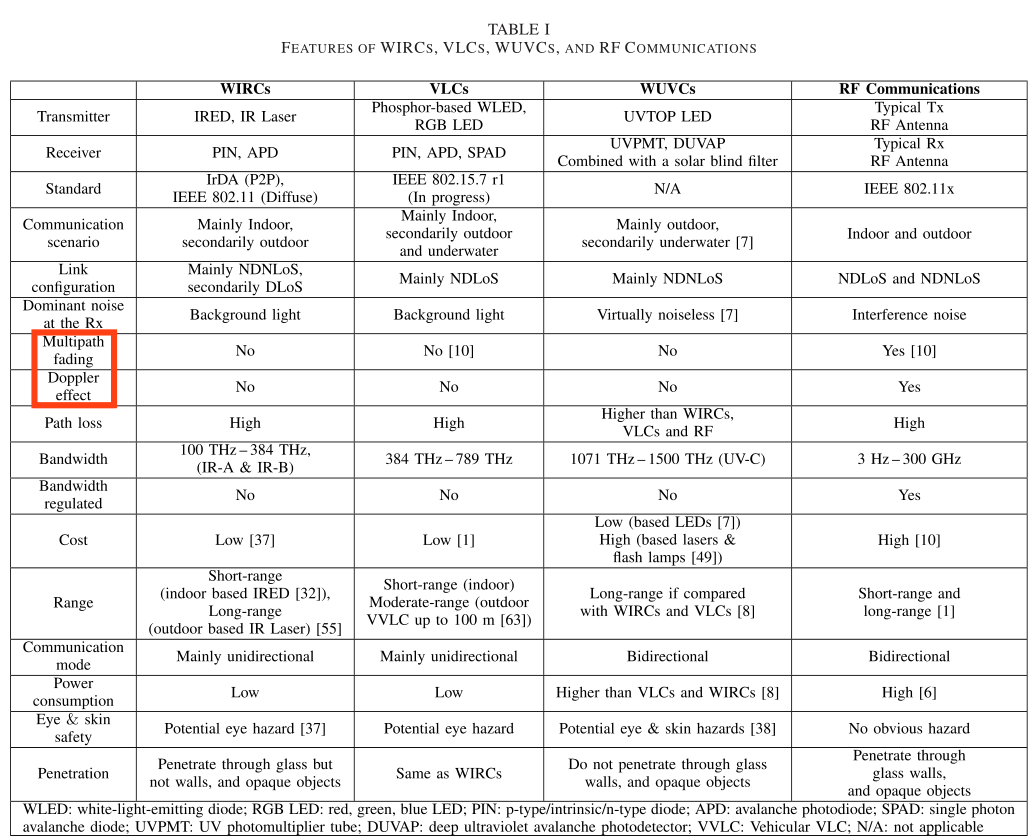 TABLE I
FEATURES OF WIRCS, VLCS, WUVCS, AND RF COMMUNICATIONS
WIRCs VLCs WUVCs RF Communications
Transmitter
IRED, IR Laser
Phosphor-based WLED,
RGB LED
UVTOP LED
Typical Tx
RF Antenna
Receiver
PIN, APD
PIN, APD, SPAD
UVPMT, DUVAP
Combined with a solar blind filter
Typical Rx
RF Antenna
Standard
IrDA (P2P),
IEEE 802.11 (Diffuse)
IEEE 802.15.7 r1
(In progress)
N/A
IEEE 802.11x
Communication
scenario
Mainly Indoor,
secondarily outdoor
Mainly Indoor,
secondarily outdoor
and underwater
Mainly outdoor,
secondarily underwater [7]
Indoor and outdoor
Link
configuration
Mainly NDNLoS,
secondarily DLoS
Mainly NDLoS
Mainly NDNLoS
NDLoS and NDNLoS
Dominant noise
at the Rx
Background light
Background light
Virtually noiseless [7]
Interference noise
Multipath
fading
No
No [10]
No
Yes [10]
Doppler
effect
No
No
No
Yes
Path loss
High
High
Higher than WIRCs,
VLCs and RF
High
Bandwidth
100 THz – 384 THz,
(IR-A & IR-B)
384 THz – 789 THz
1071 THz – 1500 THz (UV-C)
3 Hz – 300 GHz
Bandwidth
regulated
No
No
No
Yes
Cost
Low [37]
Low [1]
Low (based LEDs [7])
High (based lasers &
flash lamps [49])
High [10]
Range
Short-range
(indoor based IRED [32]),
Long-range
(outdoor based IR Laser) [55]
Short-range (indoor)
Moderate-range (outdoor
VVLC up to 100 m [63])
Long-range if compared
with WIRCs and VLCs [8]
Short-range and
long-range [1]
Communication
mode
Mainly unidirectional
Mainly unidirectional
Bidirectional
Bidirectional
Power
consumption
Low
Low
Higher than VLCs and WIRCs [8]
High [6]
Eye & skin
safety
Potential eye hazard [37]
Potential eye hazard
Potential eye & skin hazards [38]
No obvious hazard
Penetration
Penetrate through glass but
not walls, and opaque objects
Same as WIRCs
Do not penetrate through glass
walls, and opaque objects
Penetrate through
glass walls,
and opaque objects
WLED: white-light-emitting diode; RGB LED: red, green, blue LED; PIN: p-type/intrinsic/n-type diode; APD: avalanche photodiode; SPAD: single photon
avalanche diode; UVPMT: UV photomultiplier tube; DUVAP: deep ultraviolet avalanche photodetector; VVLC: Vehicular VLC; N/A: not applicable